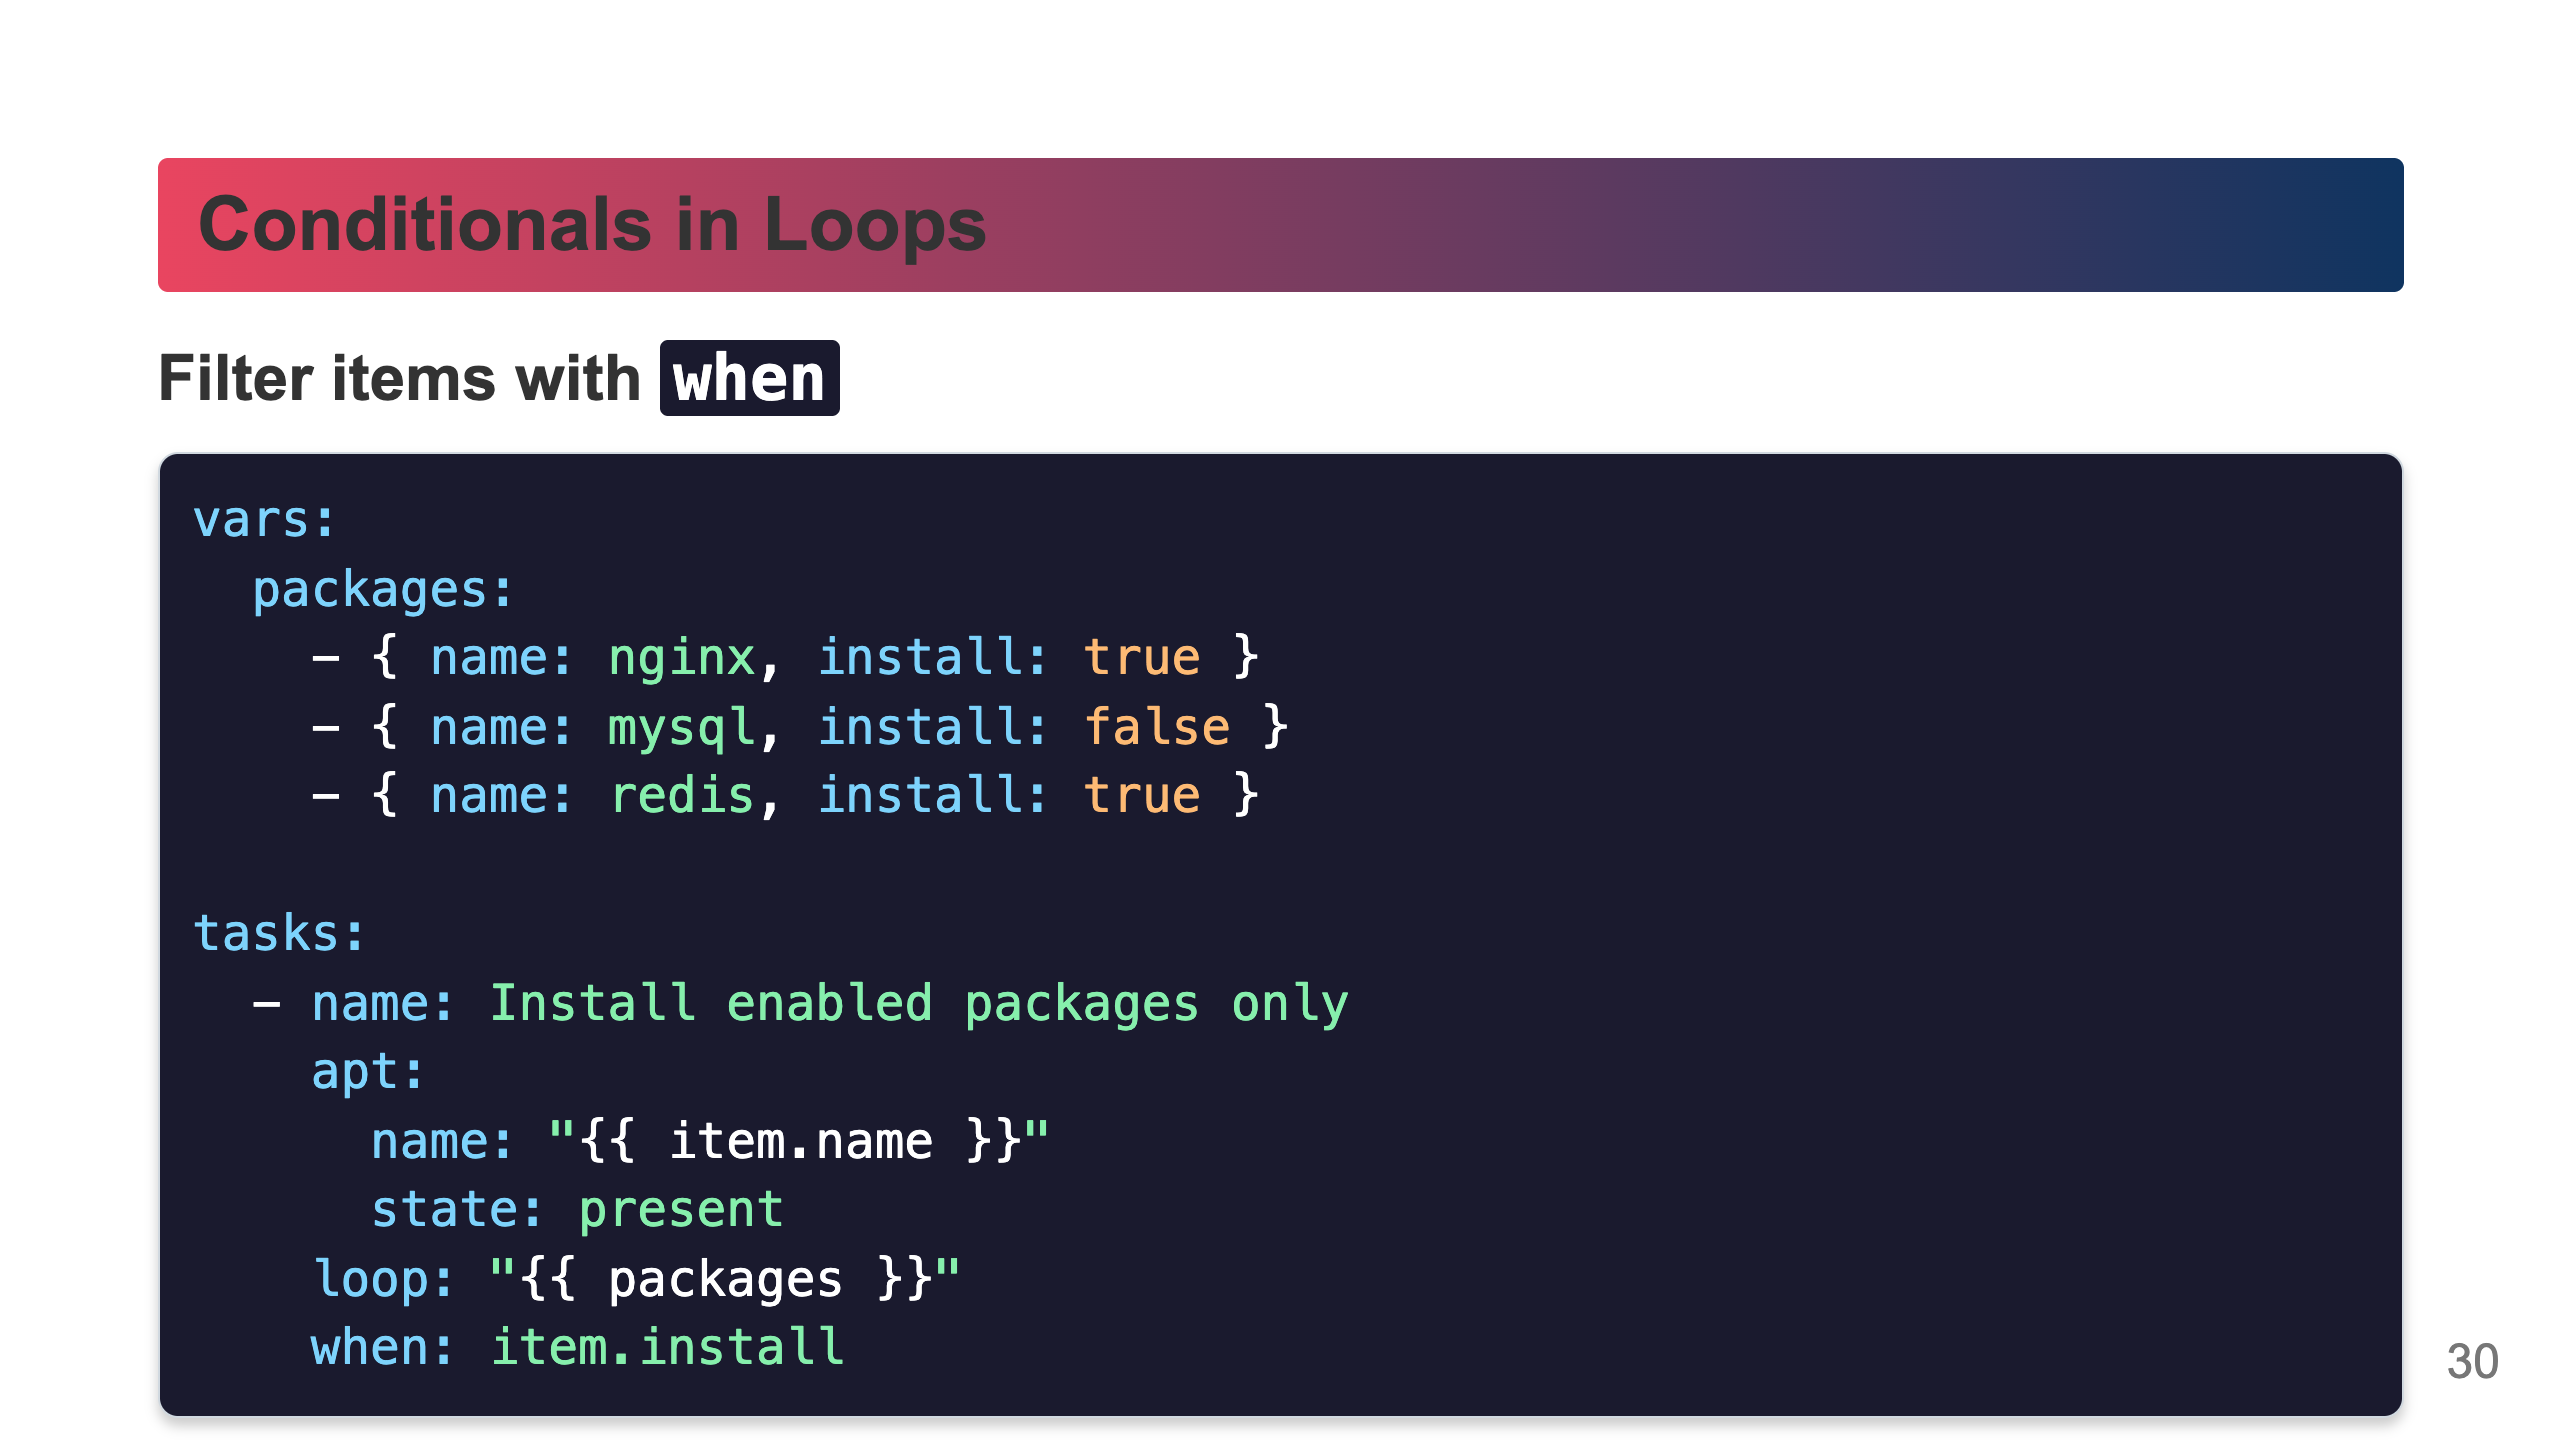 Conditionals in Loops
Filter items with when
vars:
  packages:
    - { name: nginx, install: true }
    - { name: mysql, install: false }
    - { name: redis, install: true }

tasks:
  - name: Install enabled packages only
    apt:
      name: "{{ item.name }}"
      state: present
    loop: "{{ packages }}"
    when: item.install
30